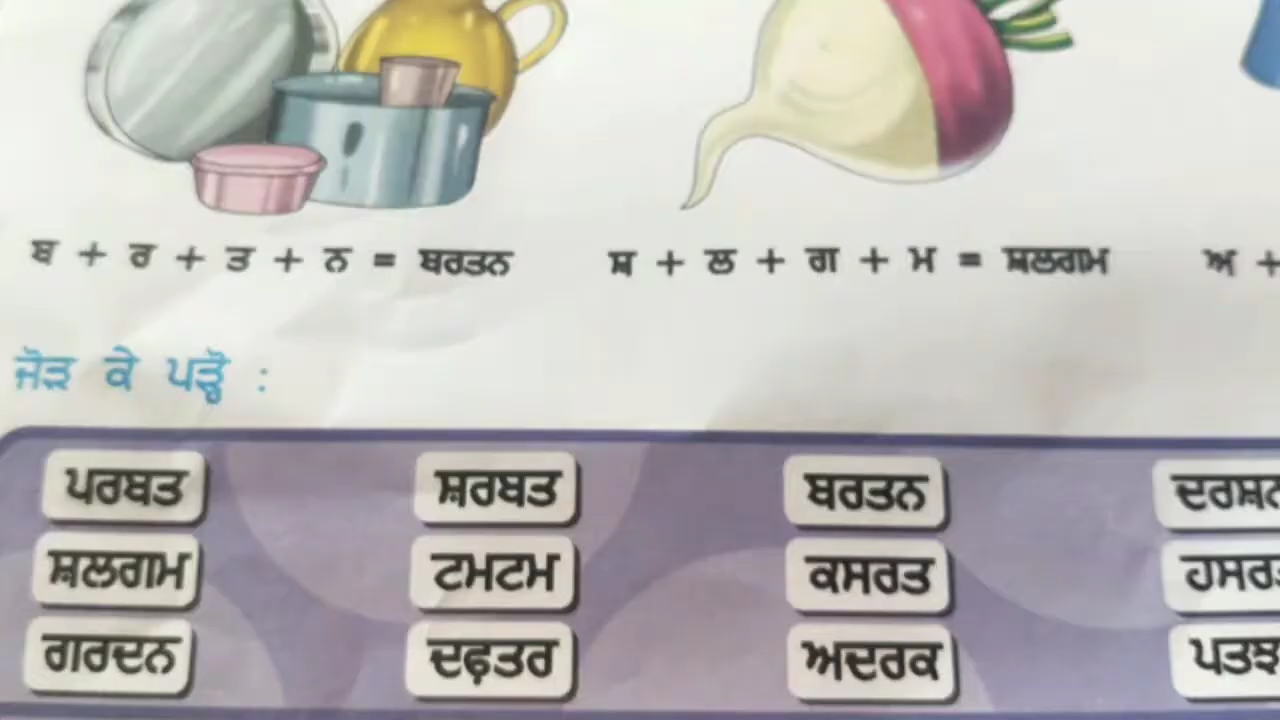 ਬ + ਰ + ਤ + ਨ = ਬਰਤਨ ਸ਼ + ਲ + ਗ + ਮ = ਸ਼ਲਗਮ ਅ +
ਜੋੜ ਕੇ ਪੜ੍ਹੋ :
ਪਰਬਤ ਸ਼ਰਬਤ ਬਰਤਨ
ਸ਼ਲਗਮ ਟਮਟਮ ਕਸਰਤ
ਗਰਦਨ ਦਫ਼ਤਰ ਅਦਰਕ